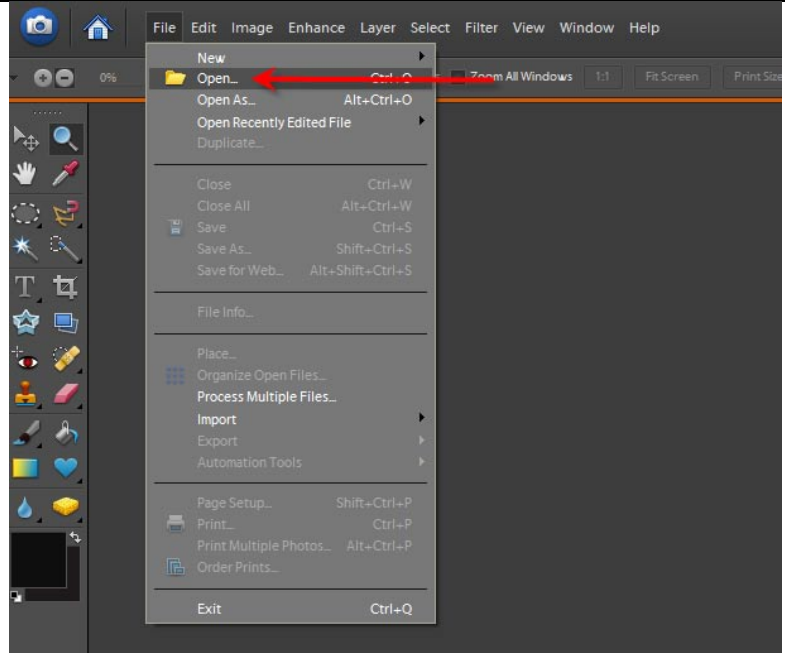 File Edit Image Enhance Layer Select Filter View Window Help
0% Zoom All Windows 1:1 Fit Screen Print Size
New
Open...
Open As... Alt+Ctrl+O
Open Recently Edited File
Duplicate...
Close Ctrl+W
Close All Alt+Ctrl+W
Save Ctrl+S
Save As... Shift+Ctrl+S
Save for Web... Alt+Shift+Ctrl+S
File Info...
Place...
Organize Open Files...
Process Multiple Files...
Import
Export
Automation Tools
Page Setup... Shift+Ctrl+P
Print... Ctrl+P
Print Multiple Photos... Alt+Ctrl+P
Order Prints...
Exit Ctrl+Q
T